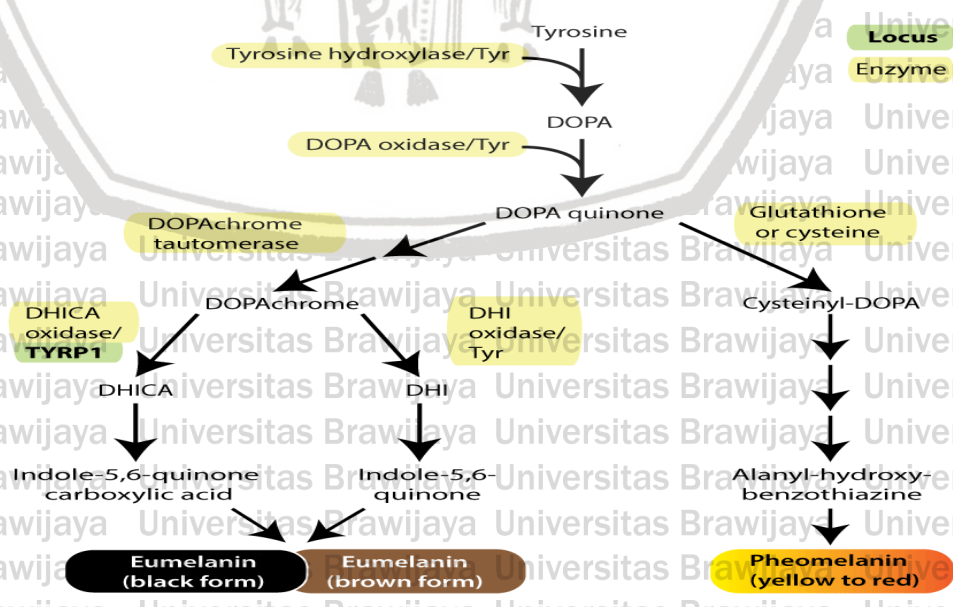 Tyrosine
Locus
Tyrosine hydroxylase/Tyr
Enzyme
DOPA
DOPA oxidase/Tyr
DOPA quinone
DOPAchrome
tautomerase
Glutathione
or cysteine
DHICA
oxidase/
TYRP1
DOPAchrome
DHI
oxidase/
Tyr
Cysteinyl-DOPA
DHICA
DHI
Indole-5,6-quinone
carboxylic acid
Indole-5,6-
quinone
Alanyl-hydroxy-
benzothiazine
Eumelanin
(black form)
Eumelanin
(brown form)
Pheomelanin
(yellow to red)
Universitas Brawijaya